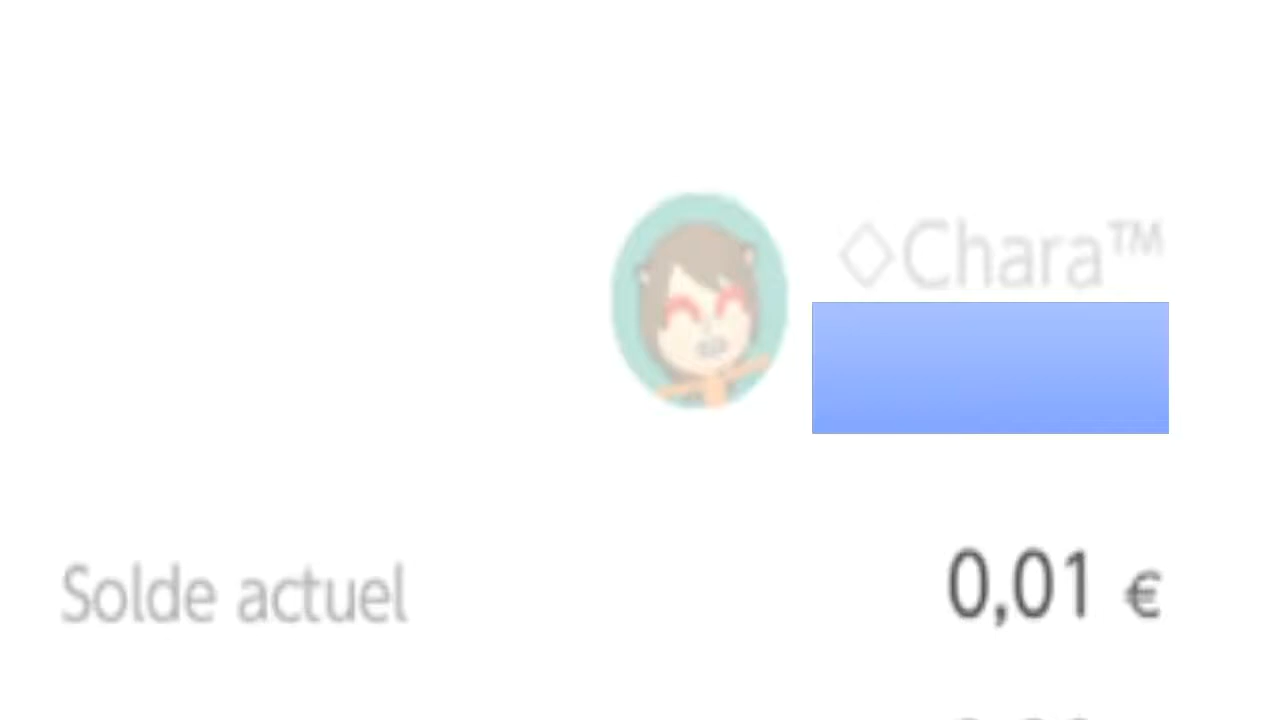 ◇Chara™
Solde actuel 0,01 €